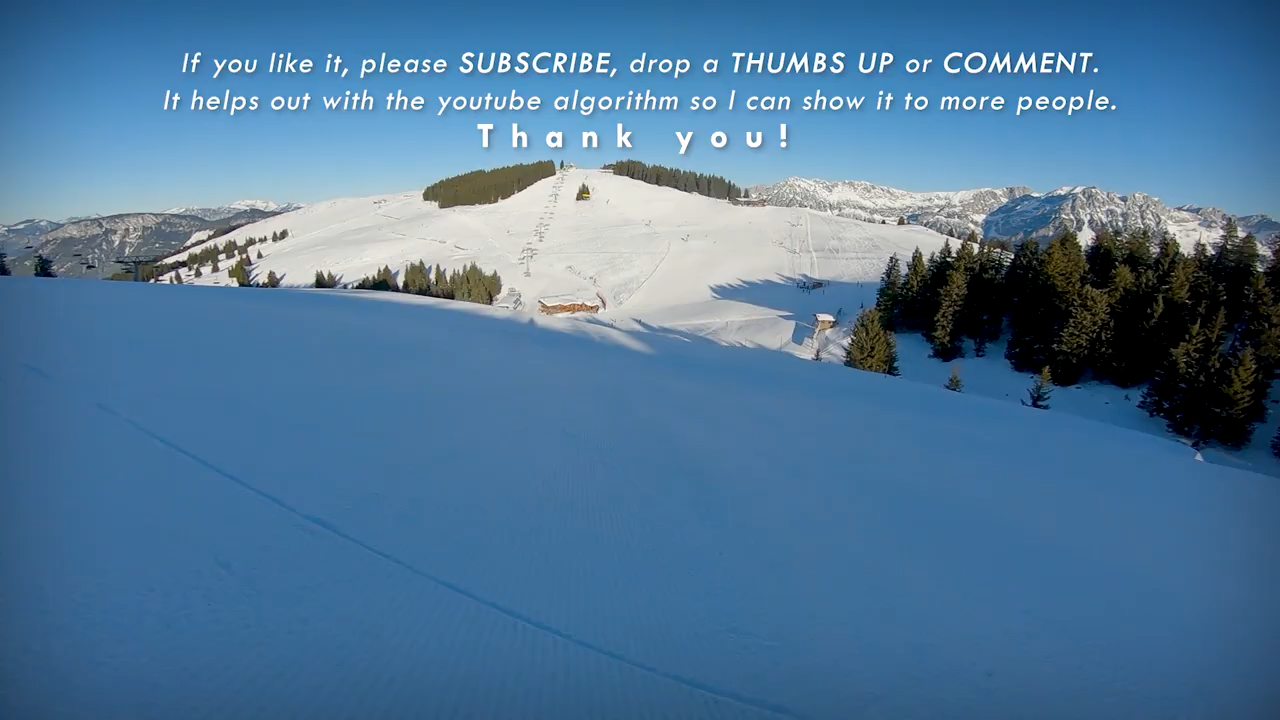 If you like it, please SUBSCRIBE, drop a THUMBS UP or COMMENT.
It helps out with the youtube algorithm so I can show it to more people.
Thank you!